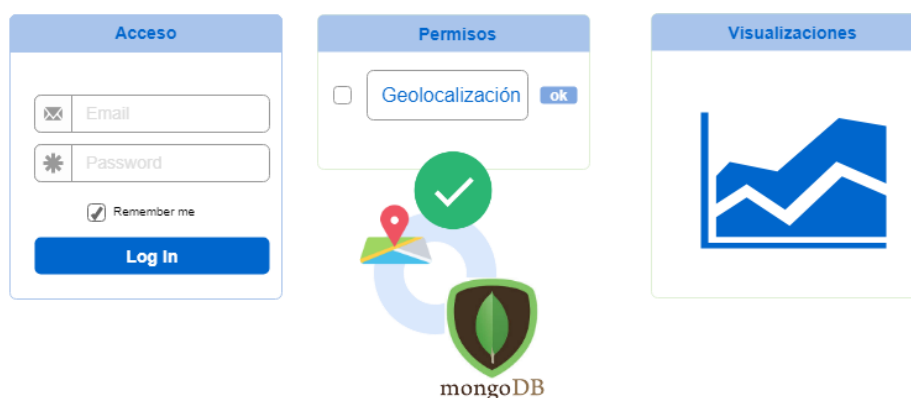 Acceso
Email
Password
Remember me
Log In
Permisos
Geolocalización
ok
mongoDB
Visualizaciones